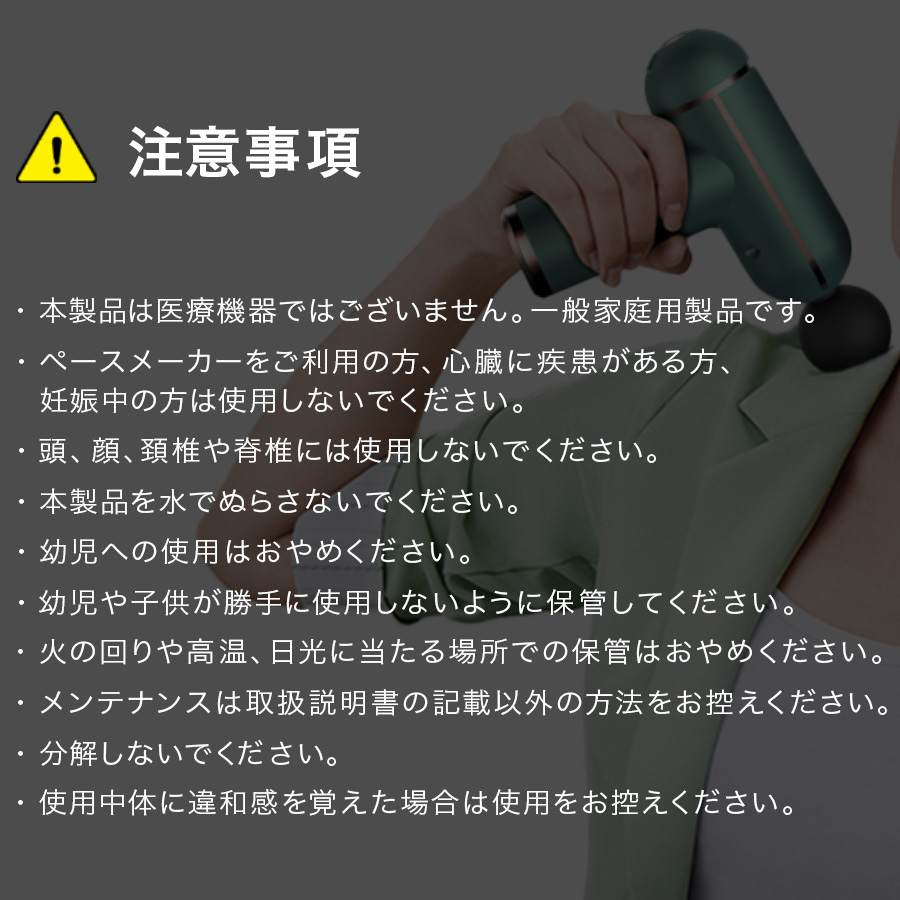 注意事項
・本製品は医療機器ではございません。一般家庭用製品です。
・ペースメーカーをご利用の方、心臓に疾患がある方、
妊娠中の方は使用しないでください。
・頭、顔、頚椎や脊椎には使用しないでください。
・本製品を水でぬらさないでください。
・幼児への使用はおやめください。
・幼児や子供が勝手に使用しないように保管してください。
・火の回りや高温、日光に当たる場所での保管はおやめください。
・メンテナンスは取扱説明書の記載以外の方法をお控えください。
・分解しないでください。
・使用中体に違和感を覚えた場合は使用をお控えください。